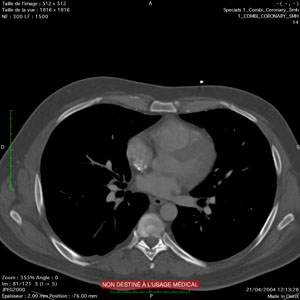 Taille de l'image : 512 x 512
Taille de la vue : 1816 x 1816
NF : 300 LF : 1500
A
- ( - , - )
Specials 1_Combi_Coronary_Smh
1_COMBI_CORONARY_SMH
14
D
G
Zoom : 355% Angle : 0
Im : 81/121 S (0 -> S)
JPEG2000
Epaisseur : 2.00 mm Position : -76.00 mm
NON DESTINÉ À L'USAGE MÉDICAL
P
21/04/2004 12:13:28
Made in OsiriX